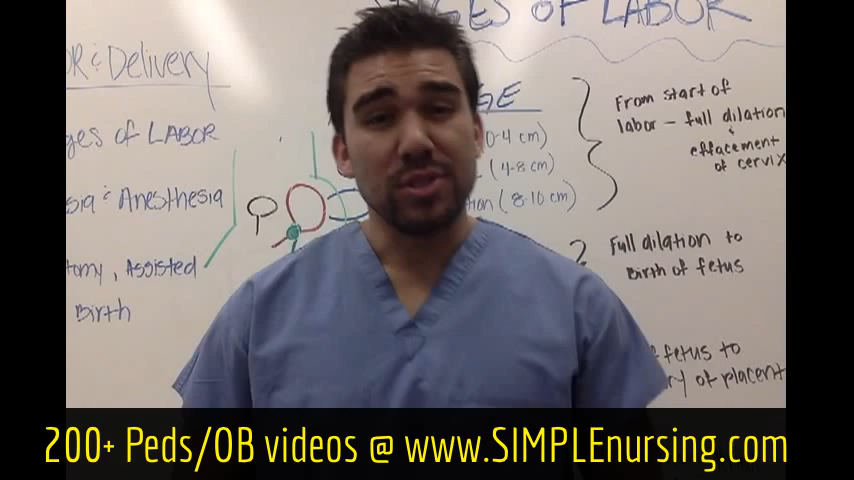 STAGES OF LABOR
OR & Delivery
ges of LABOR
sia & Anesthesia
tomy, Assisted
Birth
GE
0-4 cm)
(4-8 cm)
tion (8-10 cm)
From start of
labor - full dilation
&
effacement
of cervix
2
Full dilation to
Birth of fetus
fetus to
ry of placent
200+ Peds/OB videos @ www.SIMPLEnursing.com